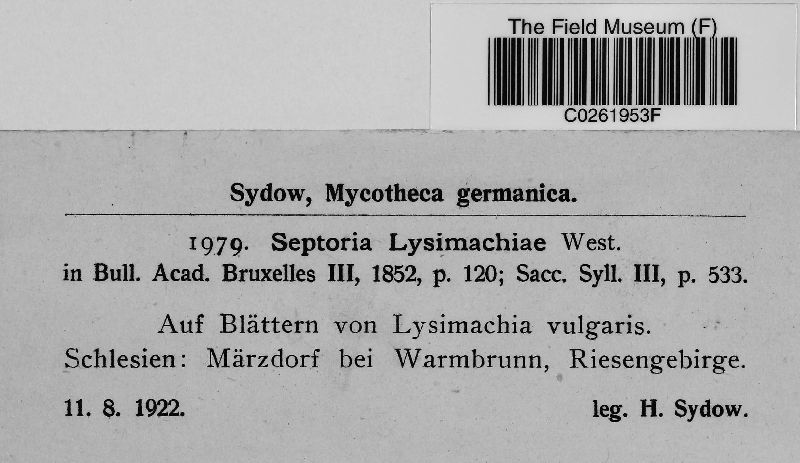 The Field Museum (F)
C0261953F
Sydow, Mycotheca germanica.
1979. Septoria Lysimachiae West.
in Bull. Acad. Bruxelles III, 1852, p. 120; Sacc. Syll. III, p. 533.
Auf Blättern von Lysimachia vulgaris.
Schlesien: Märzdorf bei Warmbrunn, Riesengebirge.
11. 8. 1922. leg. H. Sydow.